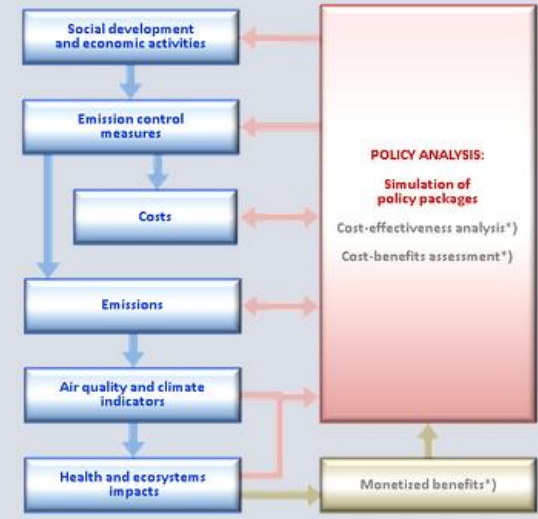 Social development
and economic activities
Emission control
measures
Costs
Emissions
Air quality and climate
indicators
Health and ecosystems
impacts
POLICY ANALYSIS:
Simulation of
policy packages
Cost-effectiveness analysis*)
Cost-benefits assessment*)
Monetized benefits*)